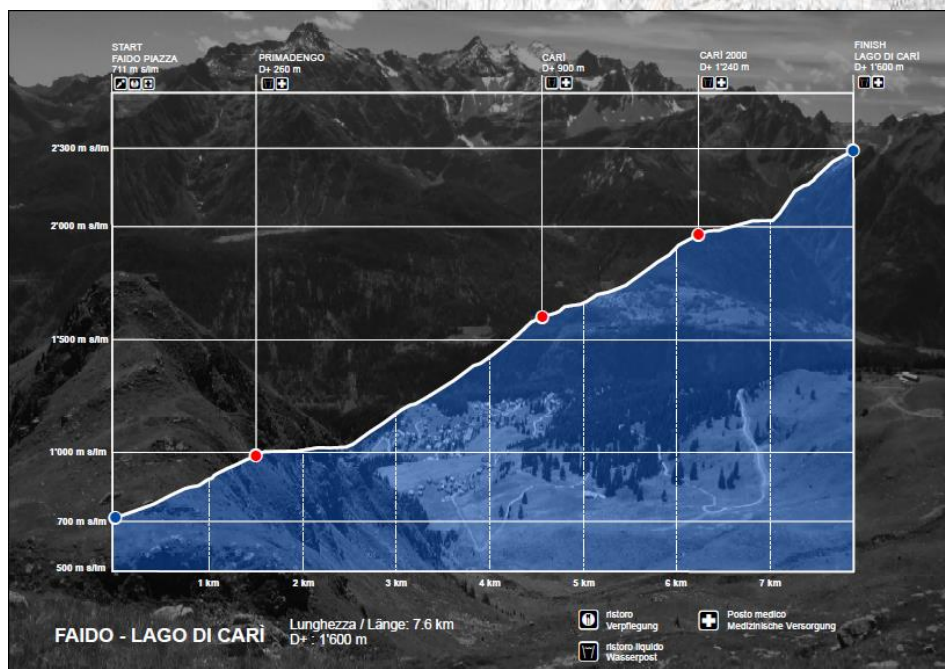 START
FAIDO PIAZZA
711 m s/lm
PRIMADENGO
D+ 260 m
CARÌ
D+ 900 m
CARÌ 2000
D+ 1'240 m
FINISH
LAGO DI CARÌ
D+ 1'600 m
2'300 m s/lm
2'000 m s/lm
1'500 m s/lm
1'000 m s/lm
700 m s/lm
500 m s/lm
1 km
2 km
3 km
4 km
5 km
6 km
7 km
FAIDO - LAGO DI CARÌ
Lunghezza / Länge: 7.6 km
D+ : 1'600 m
ristoro
Verpflegung
ristoro liquido
Wasserpost
Posto medico
Medizinische Versorgung